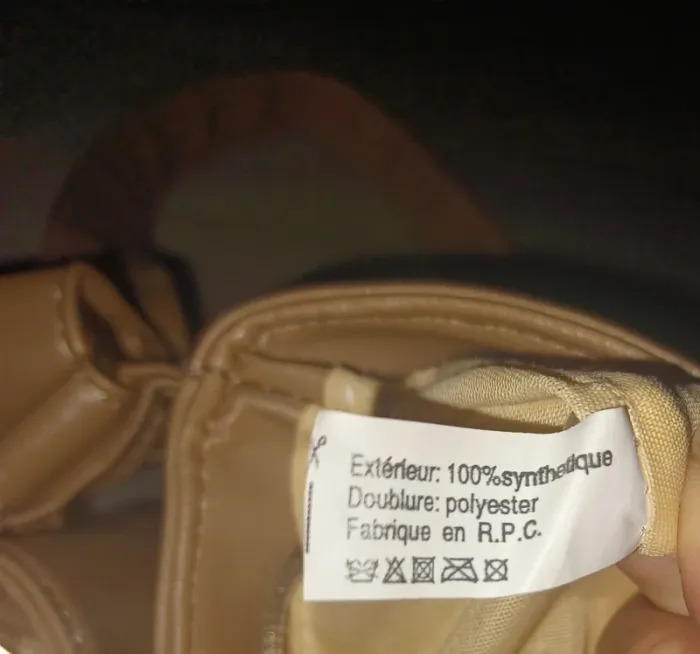 Extérieur: 100%synthetique
Doublure: polyester
Fabrique en R.P.C.